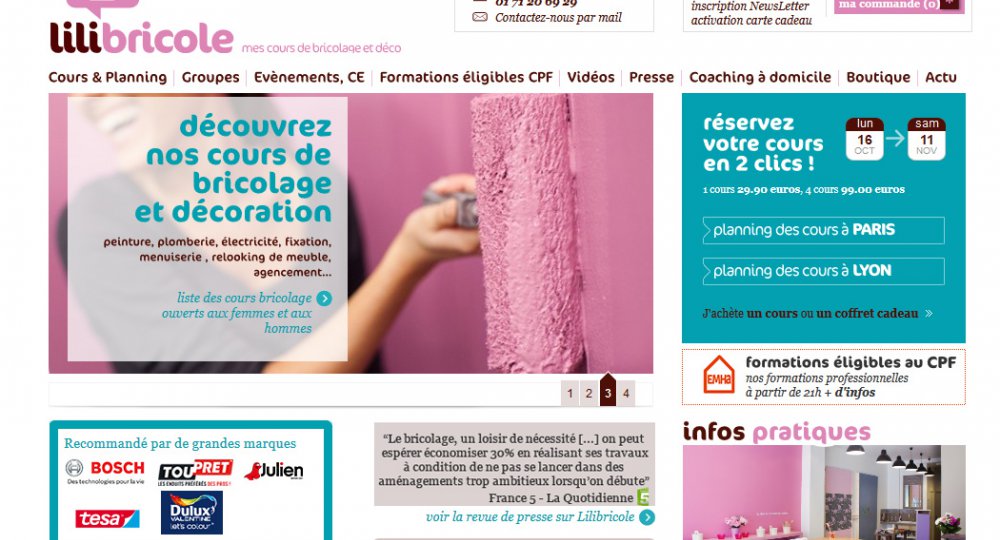 01 71 20 69 29
Contactez-nous par mail
inscription NewsLetter
activation carte cadeau
ma commande (0)
lilibricole mes cours de bricolage et déco
Cours & Planning Groupes Evènements, CE Formations éligibles CPF Vidéos Presse Coaching à domicile Boutique Actu
découvrez
nos cours de
bricolage
et décoration
peinture, plomberie, électricité, fixation,
menuiserie , relooking de meuble,
agencement...
liste des cours bricolage
ouverts aux femmes et aux
hommes
1 2 3 4
réservez
votre cours
en 2 clics !
lun
16
OCT
sam
11
NOV
1 cours 29.90 euros, 4 cours 99.00 euros
planning des cours à PARIS
planning des cours à LYON
J'achète un cours ou un coffret cadeau
EMHa
formations éligibles au CPF
nos formations professionnelles
à partir de 21h + d'infos
Recommandé par de grandes marques
BOSCH
Des technologies pour la vie
TOUPRET
LES ENDUITS PRÉFÉRÉS DES PROS !
Julien
tesa
Dulux
VALENTINE
let's colour
“Le bricolage, un loisir de nécessité [...] on peut
espérer économiser 30% en réalisant ses travaux
à condition de ne pas se lancer dans des
aménagements trop ambitieux lorsqu'on débute”
France 5 - La Quotidienne 5
voir la revue de presse sur Lilibricole
infos pratiques